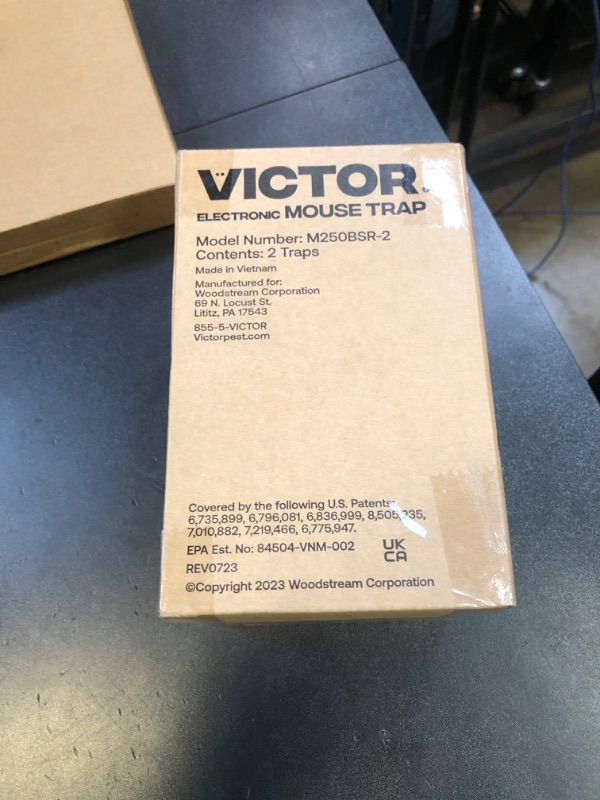 VICTOR®
ELECTRONIC MOUSE TRAP
Model Number: M250BSR-2
Contents: 2 Traps
Made in Vietnam
Manufactured for:
Woodstream Corporation
69 N. Locust St.
Lititz, PA 17543
855-5-VICTOR
Victorpest.com
Covered by the following U.S. Patents:
6,735,899, 6,796,081, 6,836,999, 8,505,235,
7,010,882, 7,219,466, 6,775,947.
EPA Est. No: 84504-VNM-002
UK
CA
REV0723
©Copyright 2023 Woodstream Corporation